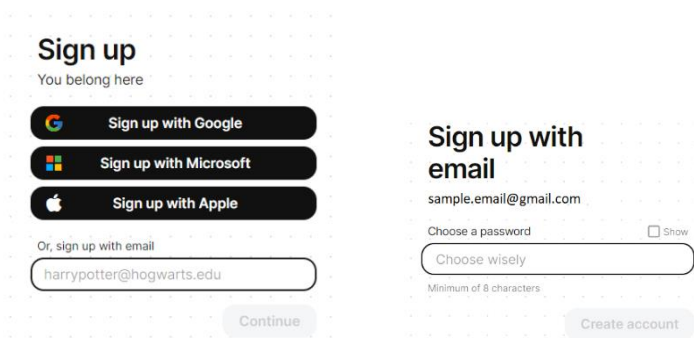 Sign up
You belong here
Sign up with Google
Sign up with Microsoft
Sign up with Apple
Or, sign up with email
harrypotter@hogwarts.edu
Continue
Sign up with
email
sample.email@gmail.com
Choose a password
Show
Choose wisely
Minimum of 8 characters
Create account